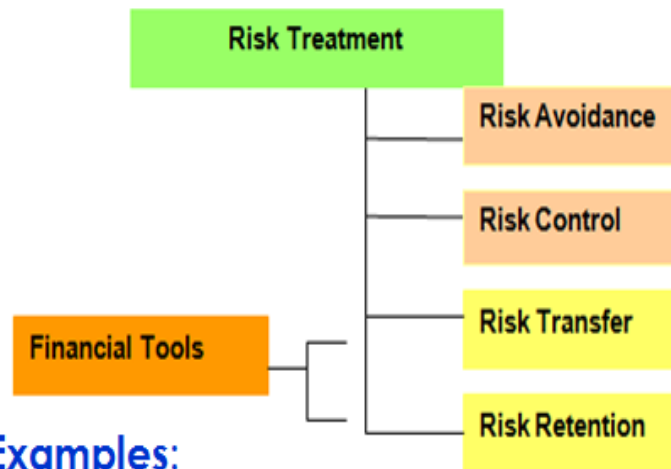 Risk Treatment
Risk Avoidance
Risk Control
Risk Transfer
Financial Tools
Risk Retention
Examples: